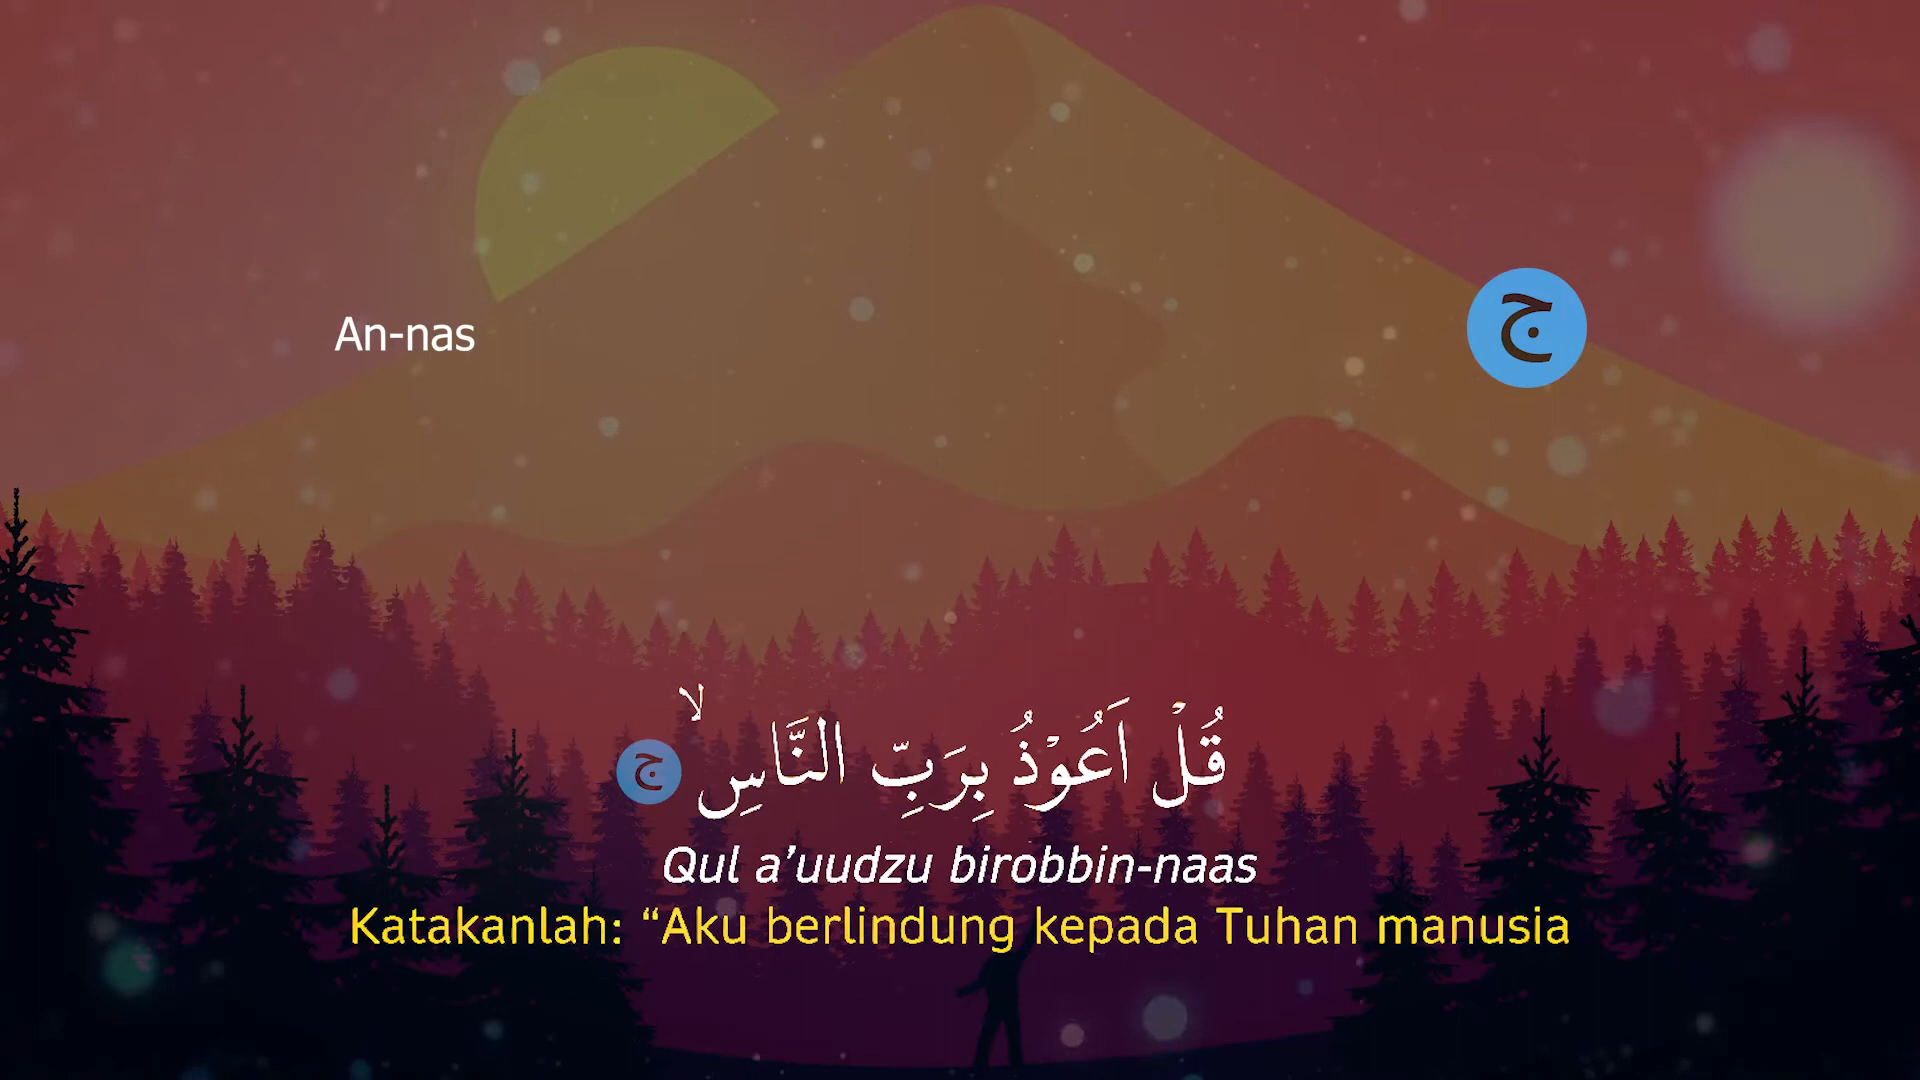 An-nas
ج
قُلْ اَعُوْذُ بِرَبِّ النَّاسِۙ ج
Qul a’uudzu birobbin-naas
Katakanlah: “Aku berlindung kepada Tuhan manusia